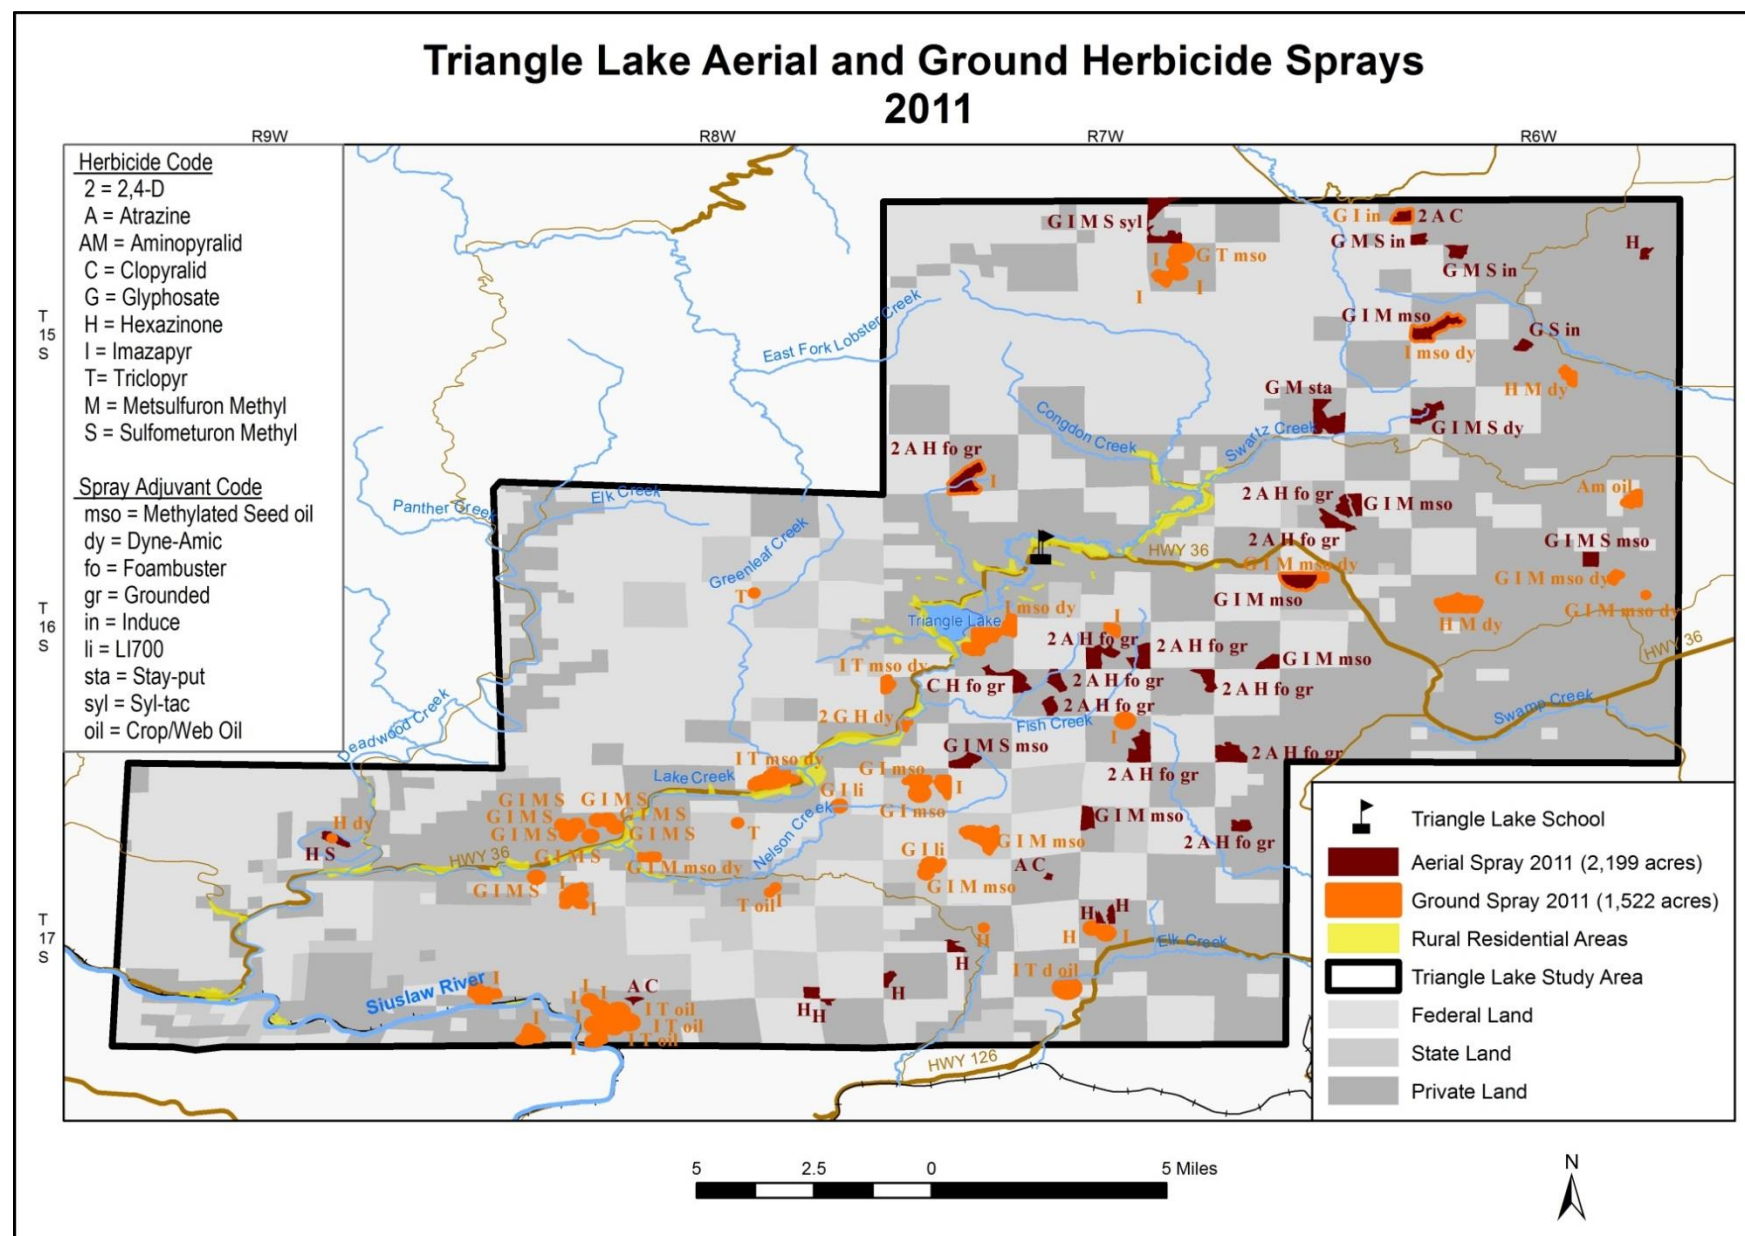 Triangle Lake Aerial and Ground Herbicide Sprays
2011
R9W
R8W
R7W
R6W
Herbicide Code
2 = 2,4-D
A = Atrazine
AM = Aminopyralid
C = Clopyralid
G = Glyphosate
H = Hexazinone
I = Imazapyr
T= Triclopyr
M = Metsulfuron Methyl
S = Sulfometuron Methyl
Spray Adjuvant Code
mso = Methylated Seed oil
dy = Dyne-Amic
fo = Foambuster
gr = Grounded
in = Induce
li = LI700
sta = Stay-put
syl = Syl-tac
oil = Crop/Web Oil
T
15
S
T
16
S
T
17
S
G I M S syl
G I in
2 A C
G M S in
H
G M S in
I
G T mso
I
I
G I M mso
G S in
I mso dy
East Fork Lobster Creek
H M dy
G M sta
Congdon Creek
Swartz Creek
G I M S dy
2 A H fo gr
I
Am oil
Elk Creek
Panther Creek
2 A H fo gr
G I M mso
2 A H fo gr
HWY 36
G I M S mso
Greenleaf Creek
G I M mso dy
G I M mso dy
T
G I M mso
G I M mso dy
Triangle Lake
I mso dy
I
H M dy
2 A H fo gr
2 A H fo gr
HWY 36
G I M mso
I T mso dy
C H fo gr
2 A H fo gr
2 A H fo gr
2 A H fo gr
Swamp Creek
Deadwood Creek
2 G H dy
Fish Creek
I
G I M S mso
2 A H fo gr
2 A H fo gr
I T mso dy
Lake Creek
G I mso
I
G I li
G I mso
G I M S
G I M S
G I M S
G I M S
G I M S
G I M S
T
Nelson Creek
G I M mso
2 A H fo gr
H dy
H S
HWY 36
G I M S
G I M mso dy
G I M mso
G I li
A C
G I M S
I
I
T oil
I
G I M mso
H
H
H
H
I
Elk Creek
H
I T d oil
Siuslaw River
I
I
I
A C
H
H
H
I
I
I T oil
I T oil
I
I T oil
HWY 126
Triangle Lake School
Aerial Spray 2011 (2,199 acres)
Ground Spray 2011 (1,522 acres)
Rural Residential Areas
Triangle Lake Study Area
Federal Land
State Land
Private Land
5 2.5 0 5 Miles
N